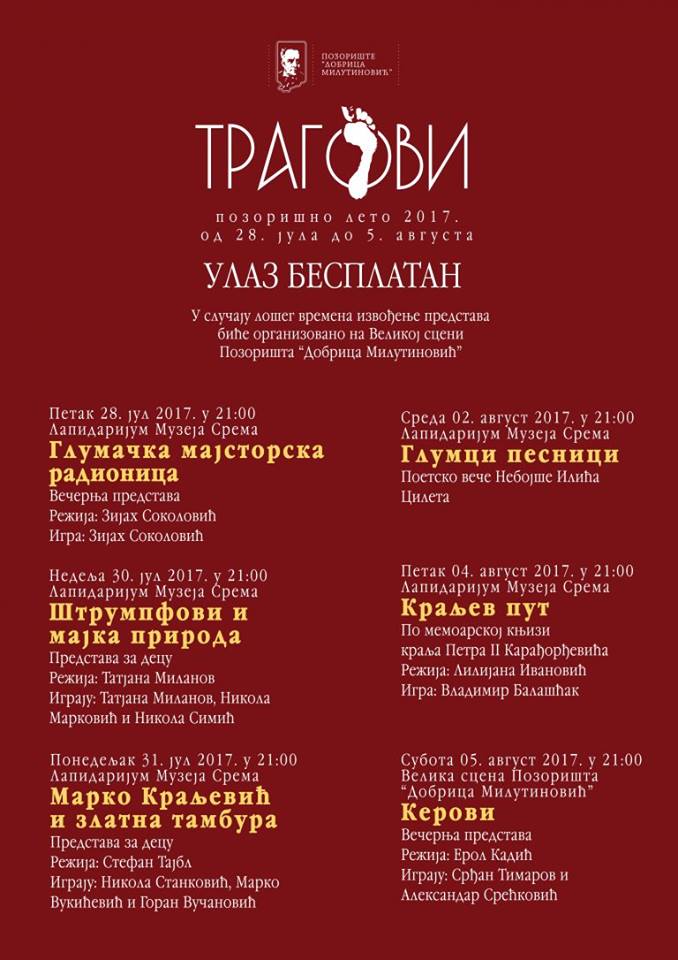 ПОЗОРИШТЕ
"ДОБРИЦА
МИЛУТИНОВИЋ"
ТРАГОВИ
позоришно лето 2017.
од 28. јула до 5. августа
УЛАЗ БЕСПЛАТАН
У случају лошег времена извођење представа
биће организовано на Великој сцени
Позоришта “Добрица Милутиновић”
Петак 28. јул 2017. у 21:00
Лапидаријум Музеја Срема
Глумачка мајсторска
радионица
Вечерња представа
Режија: Зијах Соколовић
Игра: Зијах Соколовић
Недеља 30. јул 2017. у 21:00
Лапидаријум Музеја Срема
Штрумпфови и
мајка природа
Представа за децу
Режија: Татјана Миланов
Играју: Татјана Миланов, Никола
Марковић и Никола Симић
Понедељак 31. јул 2017. у 21:00
Лапидаријум Музеја Срема
Марко Краљевић
и златна тамбура
Представа за децу
Режија: Стефан Тајбл
Играју: Никола Станковић, Марко
Вукићевић и Горан Вучановић
Среда 02. август 2017. у 21:00
Лапидаријум Музеја Срема
Глумци песници
Поетско вече Небојше Илића
Цилета
Петак 04. август 2017. у 21:00
Лапидаријум Музеја Срема
Краљев пут
По мемоарској књизи
краља Петра II Карађорђевића
Режија: Лилијана Ивановић
Игра: Владимир Балашћак
Субота 05. август 2017. у 21:00
Велика сцена Позоришта
“Добрица Милутиновић”
Керови
Вечерња представа
Режија: Ерол Кадић
Играју: Срђан Тимаров и
Александар Срећковић